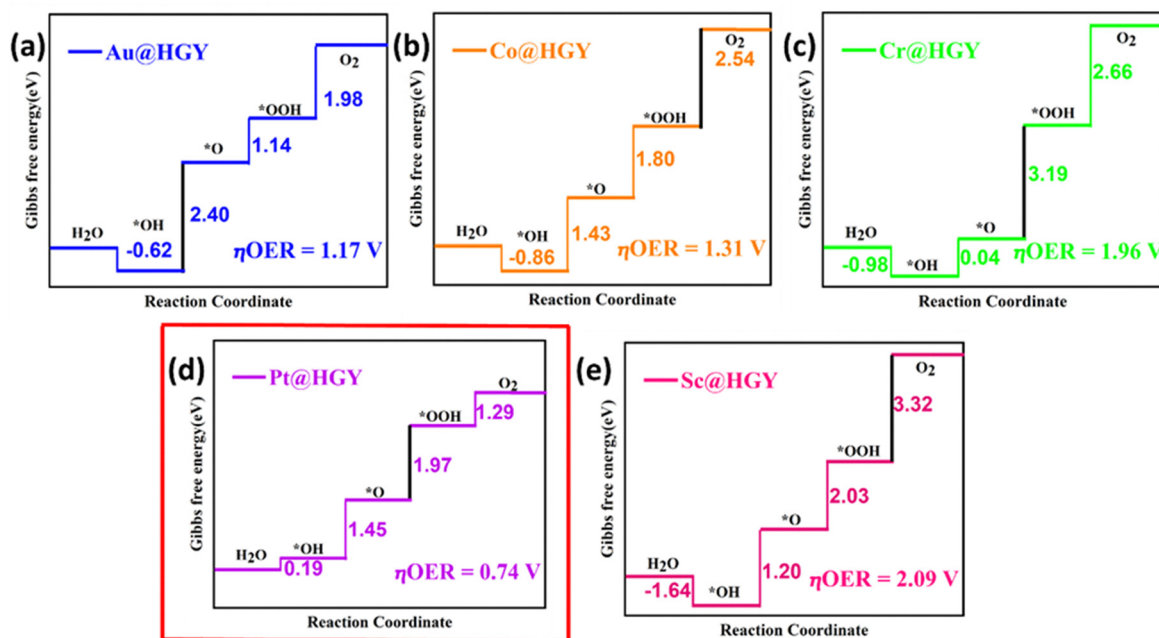 (a)
Au@HGY
Gibbs free energy(eV)
H2O
*OH
-0.62
*O
2.40
*OOH
1.14
O2
1.98
ηOER = 1.17 V
Reaction Coordinate
(b)
Co@HGY
Gibbs free energy(eV)
H2O
*OH
-0.86
*O
1.43
*OOH
1.80
O2
2.54
ηOER = 1.31 V
Reaction Coordinate
(c)
Cr@HGY
Gibbs free energy(eV)
H2O
-0.98
*OH
*O
0.04
*OOH
3.19
O2
2.66
ηOER = 1.96 V
Reaction Coordinate
(d)
Pt@HGY
Gibbs free energy(eV)
H2O
*OH
0.19
*O
1.45
*OOH
1.97
O2
1.29
ηOER = 0.74 V
Reaction Coordinate
(e)
Sc@HGY
Gibbs free energy(eV)
H2O
-1.64
*OH
*O
1.20
*OOH
2.03
O2
3.32
ηOER = 2.09 V
Reaction Coordinate